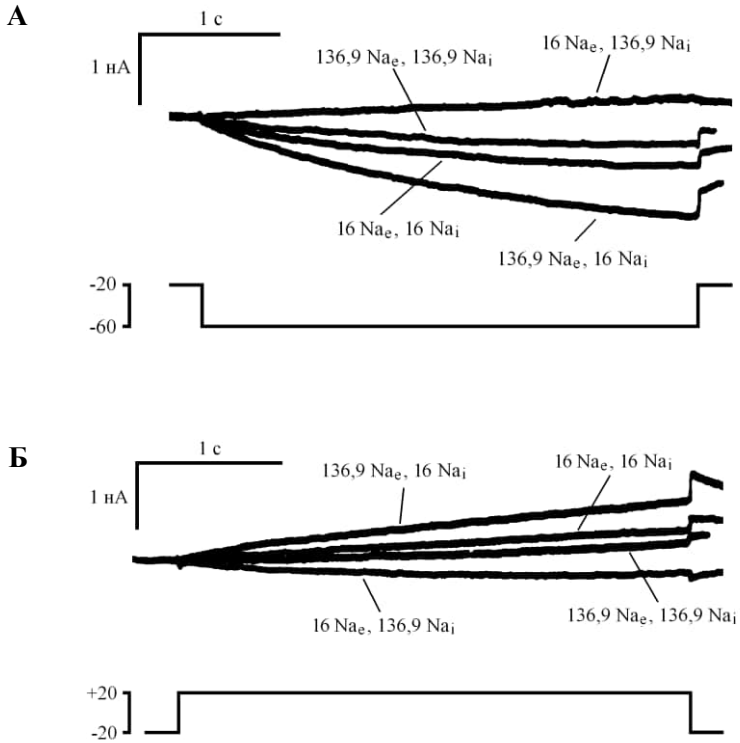 А
1 с
1 нА
136,9 Naₑ, 136,9 Naᵢ
16 Naₑ, 136,9 Naᵢ
16 Naₑ, 16 Naᵢ
136,9 Naₑ, 16 Naᵢ
-20
-60
Б
1 с
1 нА
136,9 Naₑ, 16 Naᵢ
16 Naₑ, 16 Naᵢ
16 Naₑ, 136,9 Naᵢ
136,9 Naₑ, 136,9 Naᵢ
+20
-20